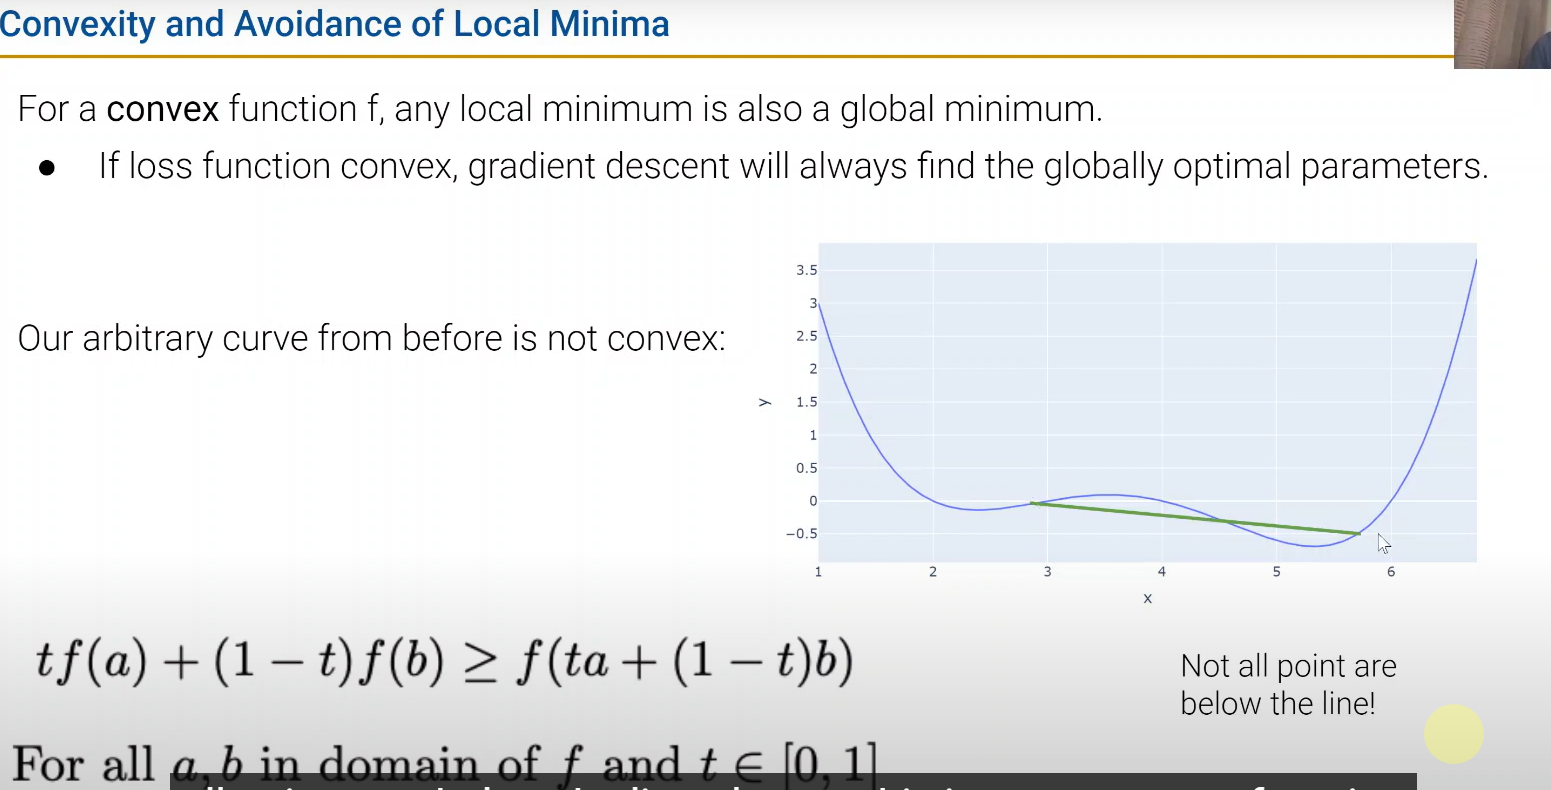 Convexity and Avoidance of Local Minima
For a convex function f, any local minimum is also a global minimum.
● If loss function convex, gradient descent will always find the globally optimal parameters.
Our arbitrary curve from before is not convex:
3.5
3
2.5
2
1.5
1
0.5
0
−0.5
y
1 2 3 4 5 6
x
tf(a) + (1 − t)f(b) ≥ f(ta + (1 − t)b)
Not all point are
below the line!
For all a, b in domain of f and t ∈ [0, 1]